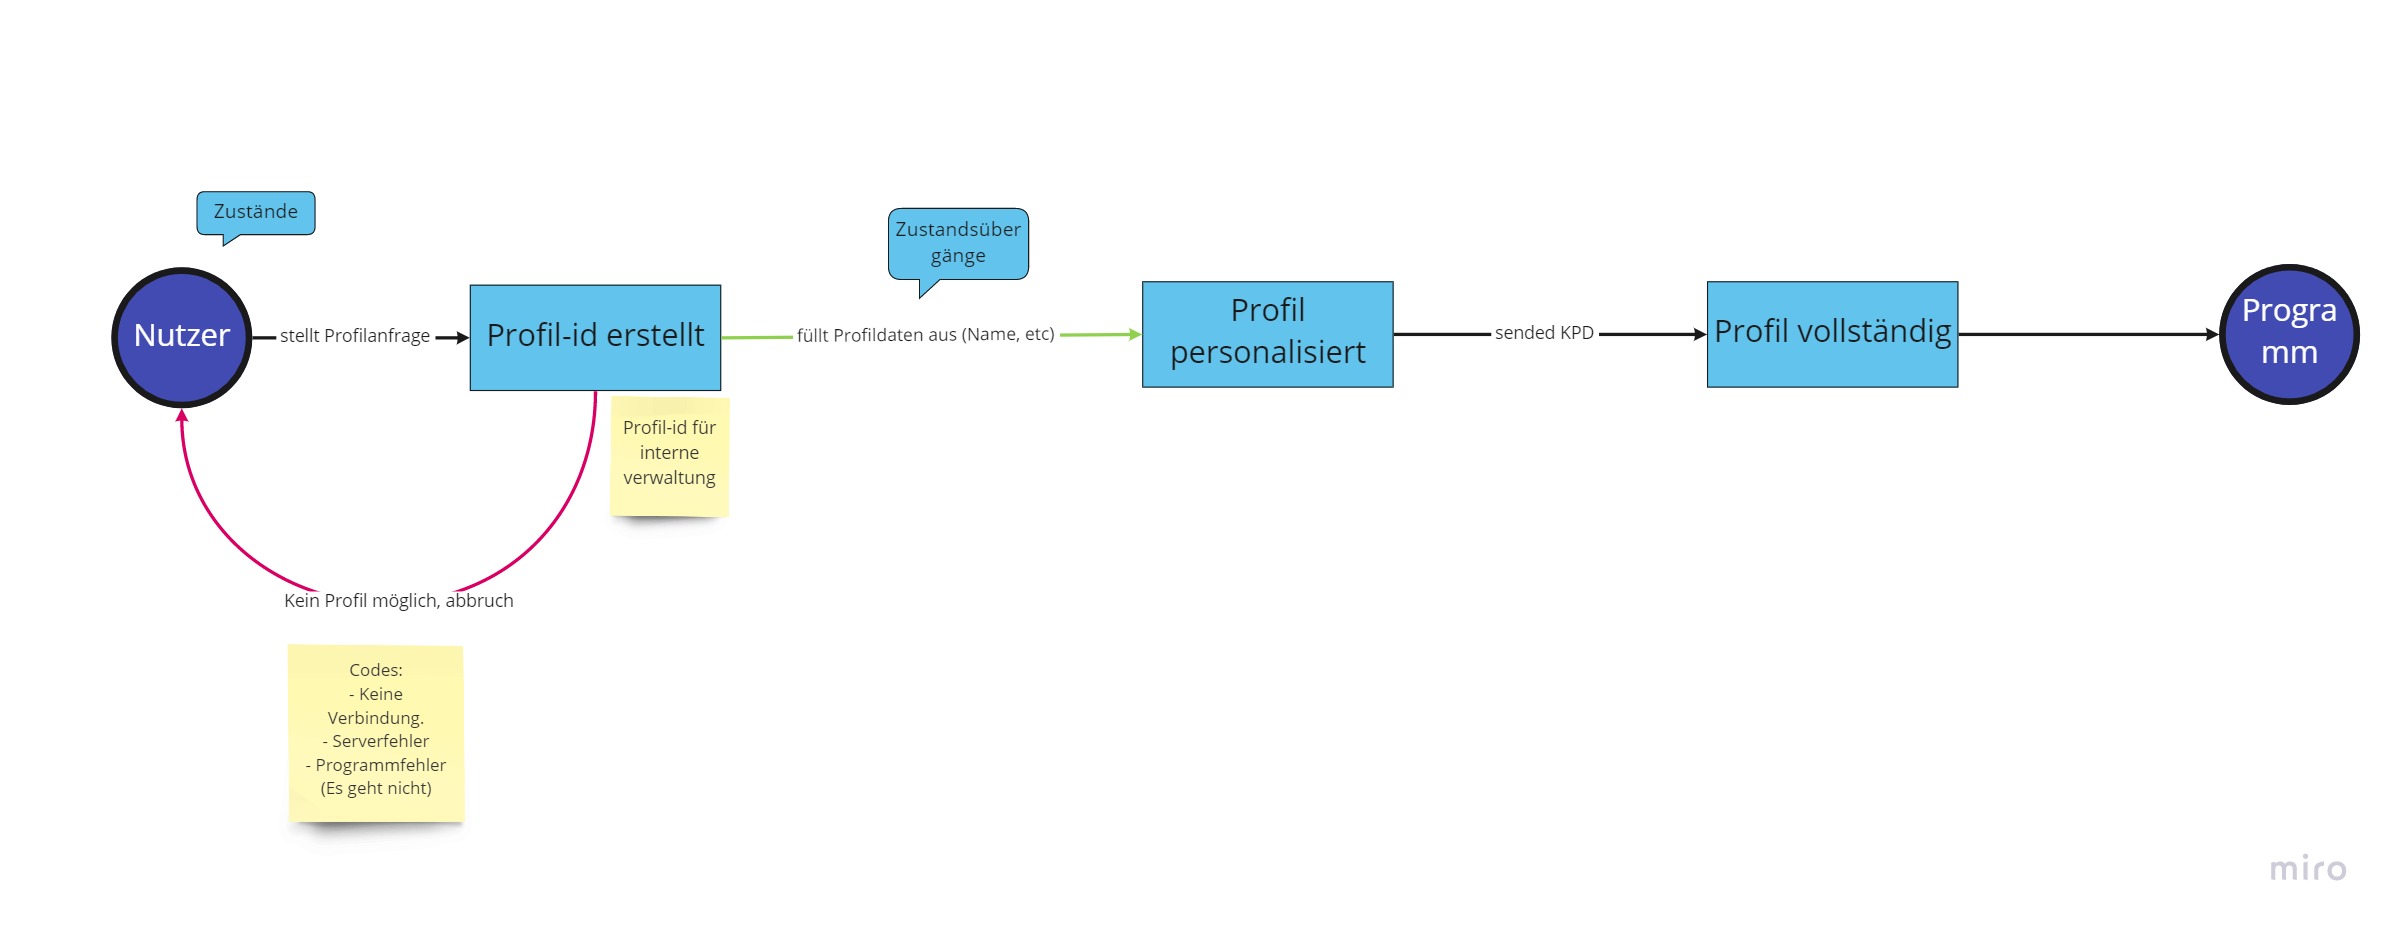 Zustände
Nutzer
stellt Profilanfrage
Profil-id erstellt
Zustandsüber
gänge
füllt Profildaten aus (Name, etc)
Profil
personalisiert
sended KPD
Profil vollständig
Progra
mm
Profil-id für
interne
verwaltung
Kein Profil möglich, abbruch
Codes:
- Keine
Verbindung.
- Serverfehler
- Programmfehler
(Es geht nicht)
miro